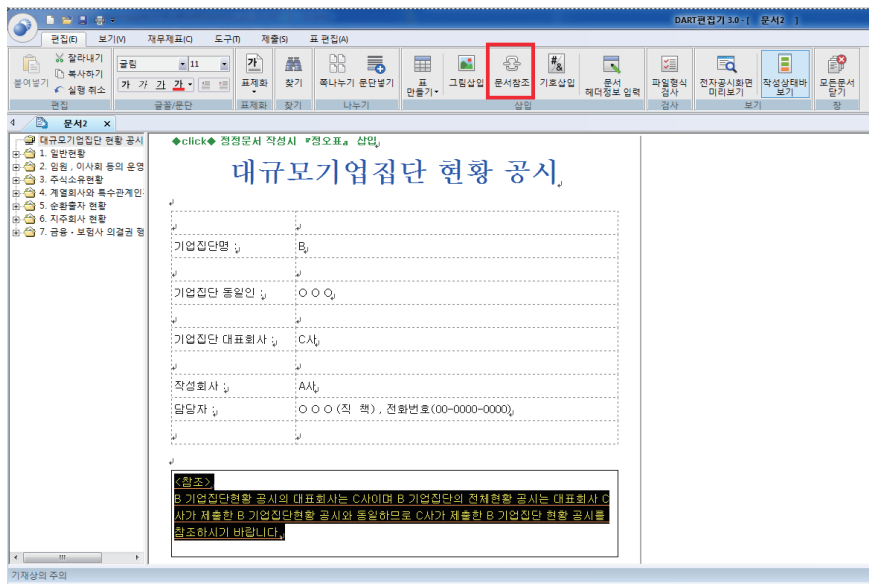 DART편집기 3.0 - [ 문서2 ]
편집(E) 보기(V) 재무제표(C) 도구(T) 제출(S) 표 편집(A)
붙여넣기
잘라내기
복사하기
실행 취소
편집
굴림 11
가 가 가 가
글꼴/문단
표제화
표제화
찾기
찾기
쪽나누기 문단넣기
나누기
표 만들기
그림삽입
문서참조
기호삽입
문서
헤더정보 입력
삽입
파일형식
검사
검사
전자공시화면
미리보기
작성상태바
보기
보기
모든문서
닫기
창
문서2 x
대규모기업집단 현황 공시
1. 일반현황
2. 임원 , 이사회 등의 운영
3. 주식소유현황
4. 계열회사와 특수관계인
5. 순환출자 현황
6. 지주회사 현황
7. 금융 · 보험사 의결권 행
◆click◆ 정정문서 작성시 『정오표』 삽입
대규모기업집단 현황 공시
기업집단명 : B
기업집단 동일인 : ㅇㅇㅇ
기업집단 대표회사 : C사
작성회사 : A사
담당자 : ㅇㅇㅇ(직 책), 전화번호(00-0000-0000)
<참조>
B 기업집단현황 공시의 대표회사는 C사이며 B 기업집단의 전체현황 공시는 대표회사 C
사가 제출한 B 기업집단현황 공시와 동일하므로 C사가 제출한 B 기업집단 현황 공시를
참조하시기 바랍니다.
기재상의 주의